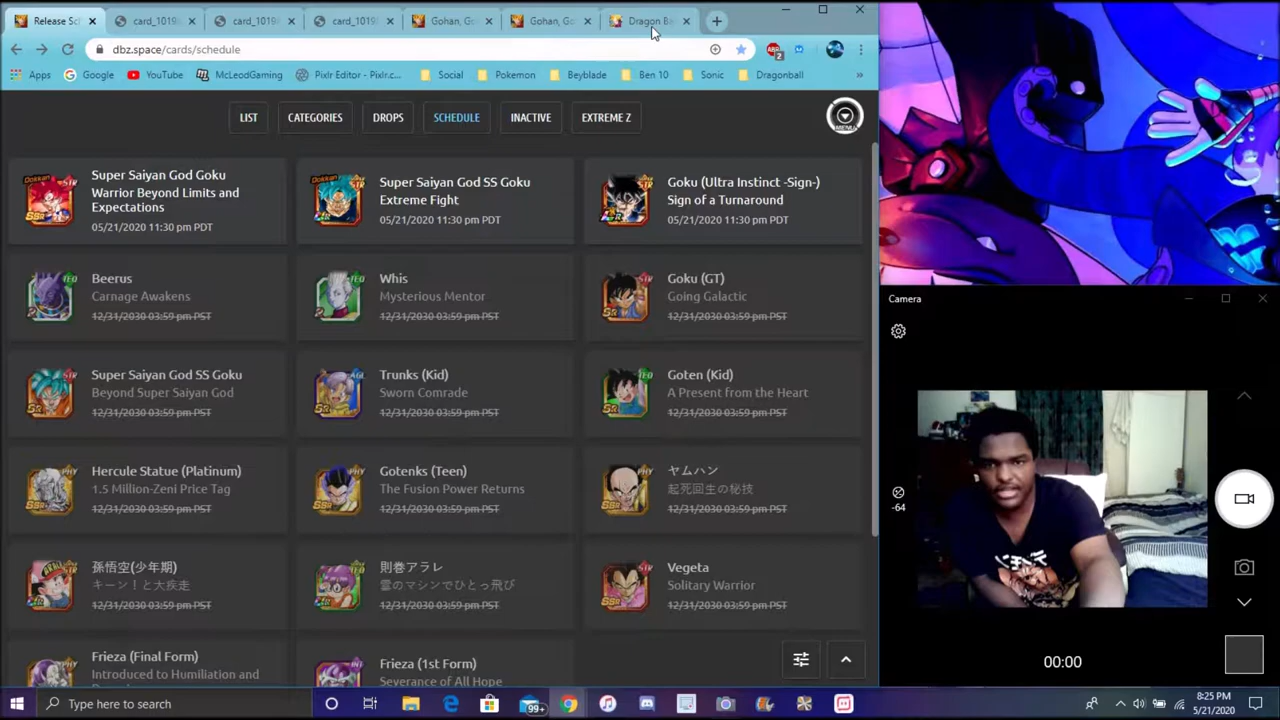 Release Sc
card_1019
card_1019
card_1019
Gohan, Go
Gohan, Go
Dragon Ba
dbz.space/cards/schedule
2
Apps
Google
YouTube
McLeodGaming
Pixlr Editor - Pixlr.c...
Social
Pokemon
Beyblade
Ben 10
Sonic
Dragonball
»
LIST
CATEGORIES
DROPS
SCHEDULE
INACTIVE
EXTREME Z
MENU
Super Saiyan God Goku
Warrior Beyond Limits and
Expectations
05/21/2020 11:30 pm PDT
Super Saiyan God SS Goku
Extreme Fight
05/21/2020 11:30 pm PDT
Goku (Ultra Instinct -Sign-)
Sign of a Turnaround
05/21/2020 11:30 pm PDT
Beerus
Carnage Awakens
12/31/2030 03:59 pm PST
Whis
Mysterious Mentor
12/31/2030 03:59 pm PST
Goku (GT)
Going Galactic
12/31/2030 03:59 pm PST
Super Saiyan God SS Goku
Beyond Super Saiyan God
12/31/2030 03:59 pm PST
Trunks (Kid)
Sworn Comrade
12/31/2030 03:59 pm PST
Goten (Kid)
A Present from the Heart
12/31/2030 03:59 pm PST
Hercule Statue (Platinum)
1.5 Million-Zeni Price Tag
12/31/2030 03:59 pm PST
Gotenks (Teen)
The Fusion Power Returns
12/31/2030 03:59 pm PST
ヤムハン
起死回生の秘技
12/31/2030 03:59 pm PST
孫悟空(少年期)
キーン！と大疾走
12/31/2030 03:59 pm PST
則巻アラレ
雲のマシンでひとっ飛び
12/31/2030 03:59 pm PST
Vegeta
Solitary Warrior
12/31/2030 03:59 pm PST
Frieza (Final Form)
Introduced to Humiliation and
Frieza (1st Form)
Severance of All Hope
Camera
-64
00:00
Type here to search
99+
8:25 PM
5/21/2020